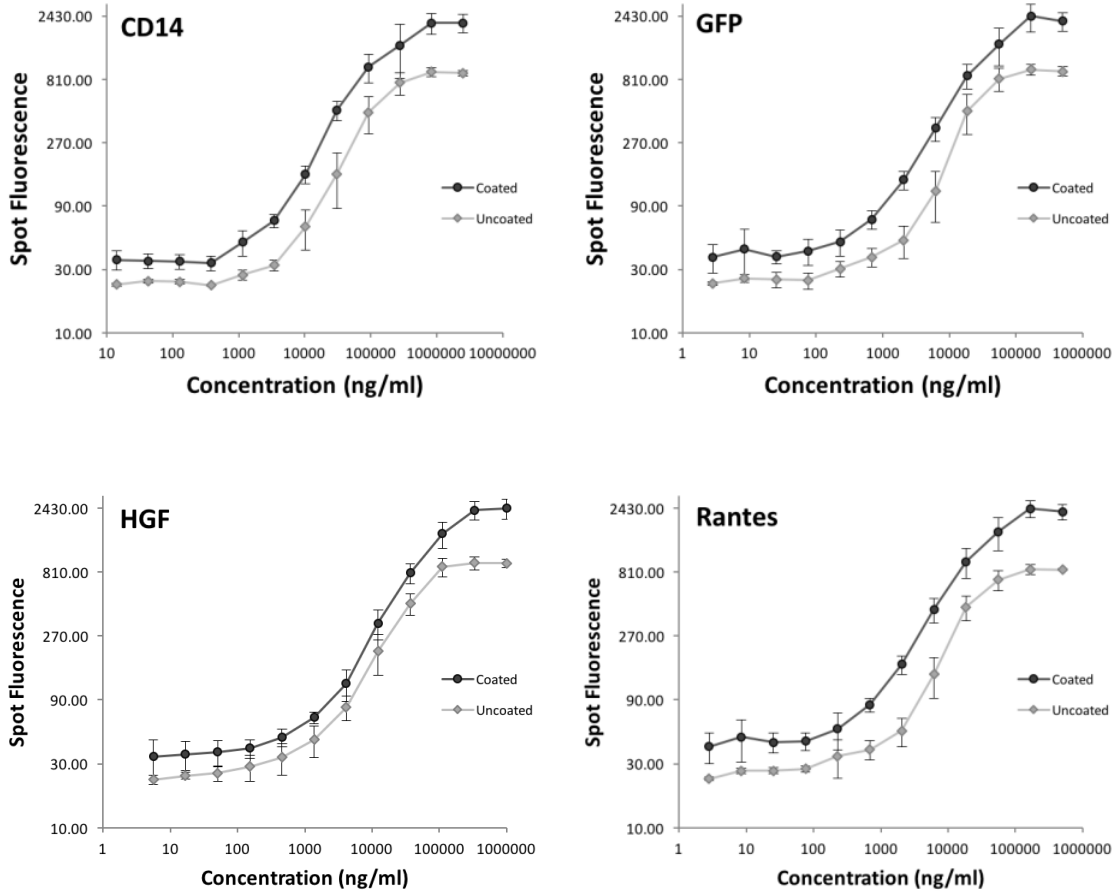 CD14
2430.00
810.00
270.00
90.00
30.00
10.00
Spot Fluorescence
Coated
Uncoated
10 100 1000 10000 100000 1000000 10000000
Concentration (ng/ml)
GFP
2430.00
810.00
270.00
90.00
30.00
10.00
Spot Fluorescence
Coated
Uncoated
1 10 100 1000 10000 100000 1000000
Concentration (ng/ml)
HGF
2430.00
810.00
270.00
90.00
30.00
10.00
Spot Fluorescence
Coated
Uncoated
1 10 100 1000 10000 100000 1000000
Concentration (ng/ml)
Rantes
2430.00
810.00
270.00
90.00
30.00
10.00
Spot Fluorescence
Coated
Uncoated
1 10 100 1000 10000 100000 1000000
Concentration (ng/ml)